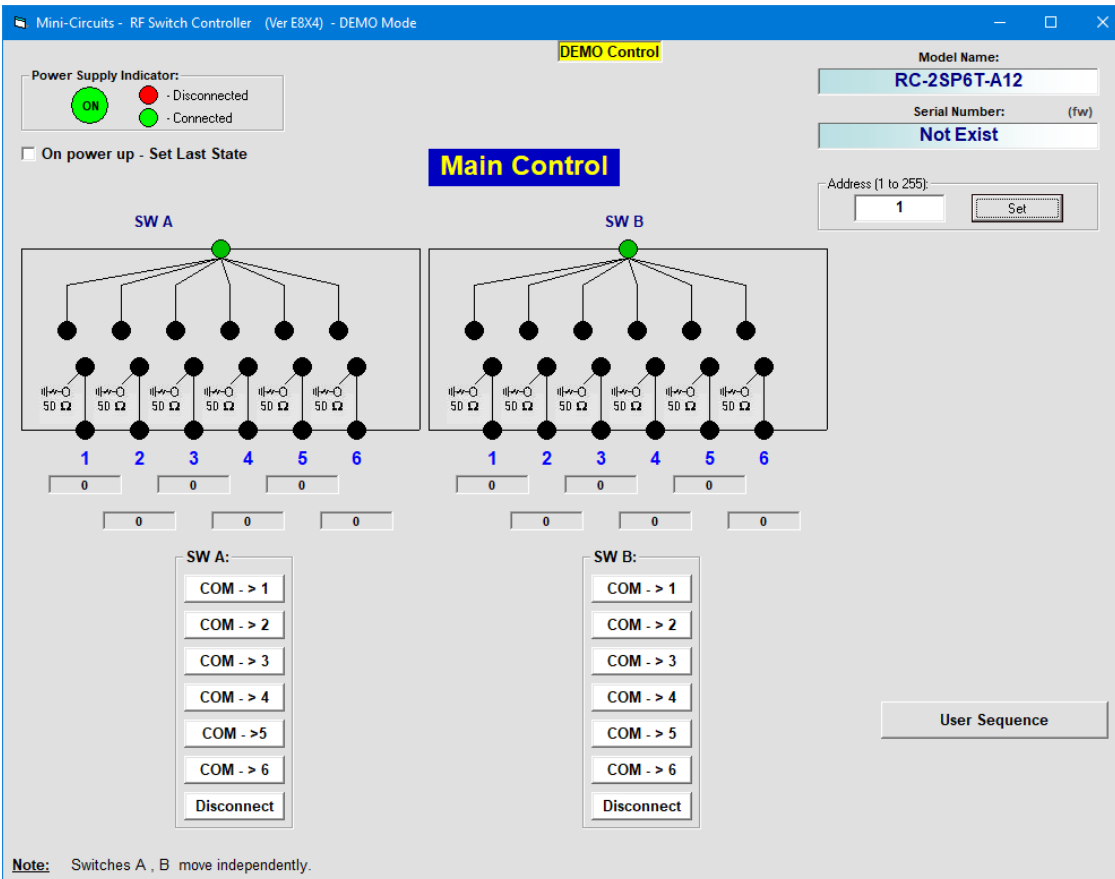 Mini-Circuits - RF Switch Controller (Ver E8X4) - DEMO Mode
DEMO Control
Power Supply Indicator:
ON
- Disconnected
- Connected
On power up - Set Last State
Main Control
Model Name:
RC-2SP6T-A12
Serial Number: (fw)
Not Exist
Address (1 to 255):
1 Set
SW A SW B
50 Ω 50 Ω 50 Ω 50 Ω 50 Ω 50 Ω 50 Ω 50 Ω 50 Ω 50 Ω 50 Ω 50 Ω
1 2 3 4 5 6 1 2 3 4 5 6
0 0 0 0 0 0
0 0 0 0 0 0
SW A:
COM - > 1
COM - > 2
COM - > 3
COM - > 4
COM - >5
COM - > 6
Disconnect
SW B:
COM - > 1
COM - > 2
COM - > 3
COM - > 4
COM - > 5
COM - > 6
Disconnect
User Sequence
Note: Switches A , B move independently.